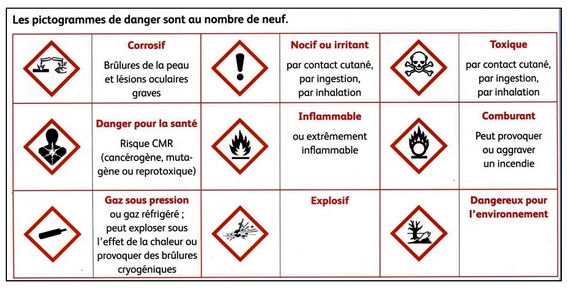 Les pictogrammes de danger sont au nombre de neuf.
Corrosif
Brûlures de la peau
et lésions oculaires
graves
Nocif ou irritant
par contact cutané,
par ingestion,
par inhalation
Toxique
par contact cutané,
par ingestion,
par inhalation
Danger pour la santé
Risque CMR
(cancérogène, muta-
gène ou reprotoxique)
Inflammable
ou extrêmement
inflammable
Comburant
Peut provoquer
ou aggraver
un incendie
Gaz sous pression
ou gaz réfrigéré ;
peut exploser sous
l'effet de la chaleur ou
provoquer des brûlures
cryogéniques
Explosif
Dangereux pour
l'environnement